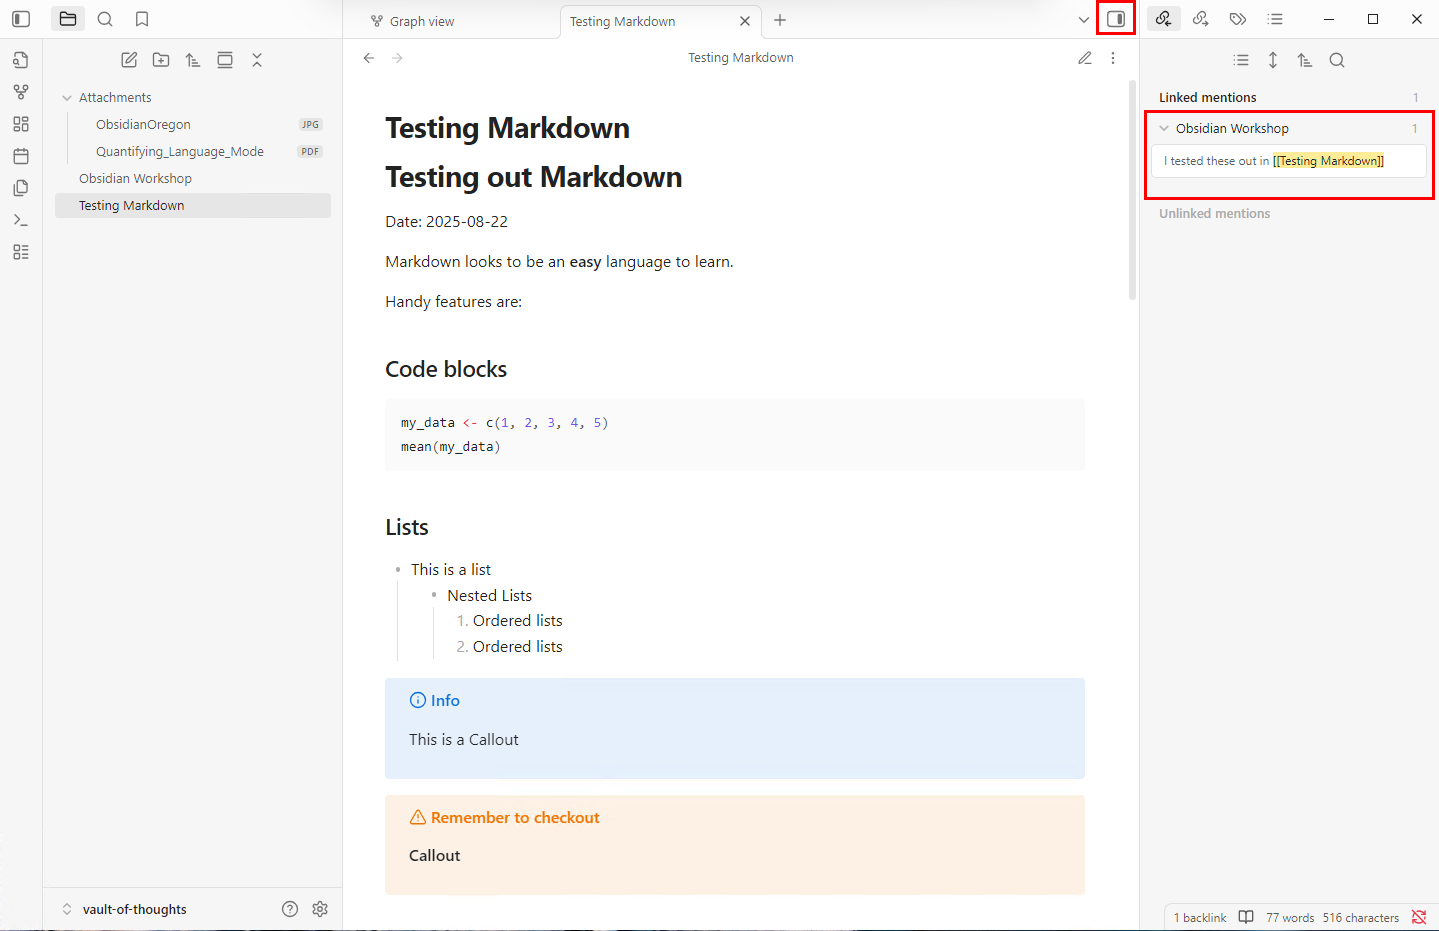 Graph view
Testing Markdown
Attachments
ObsidianOregon JPG
Quantifying_Language_Mode PDF
Obsidian Workshop
Testing Markdown
vault-of-thoughts
Testing Markdown
Testing Markdown
Testing out Markdown
Date: 2025-08-22
Markdown looks to be an easy language to learn.
Handy features are:
Code blocks
my_data <- c(1, 2, 3, 4, 5)
mean(my_data)
Lists
This is a list
Nested Lists
1. Ordered lists
2. Ordered lists
Info
This is a Callout
Remember to checkout
Callout
Linked mentions 1
Obsidian Workshop 1
I tested these out in [[Testing Markdown]]
Unlinked mentions
1 backlink 77 words 516 characters